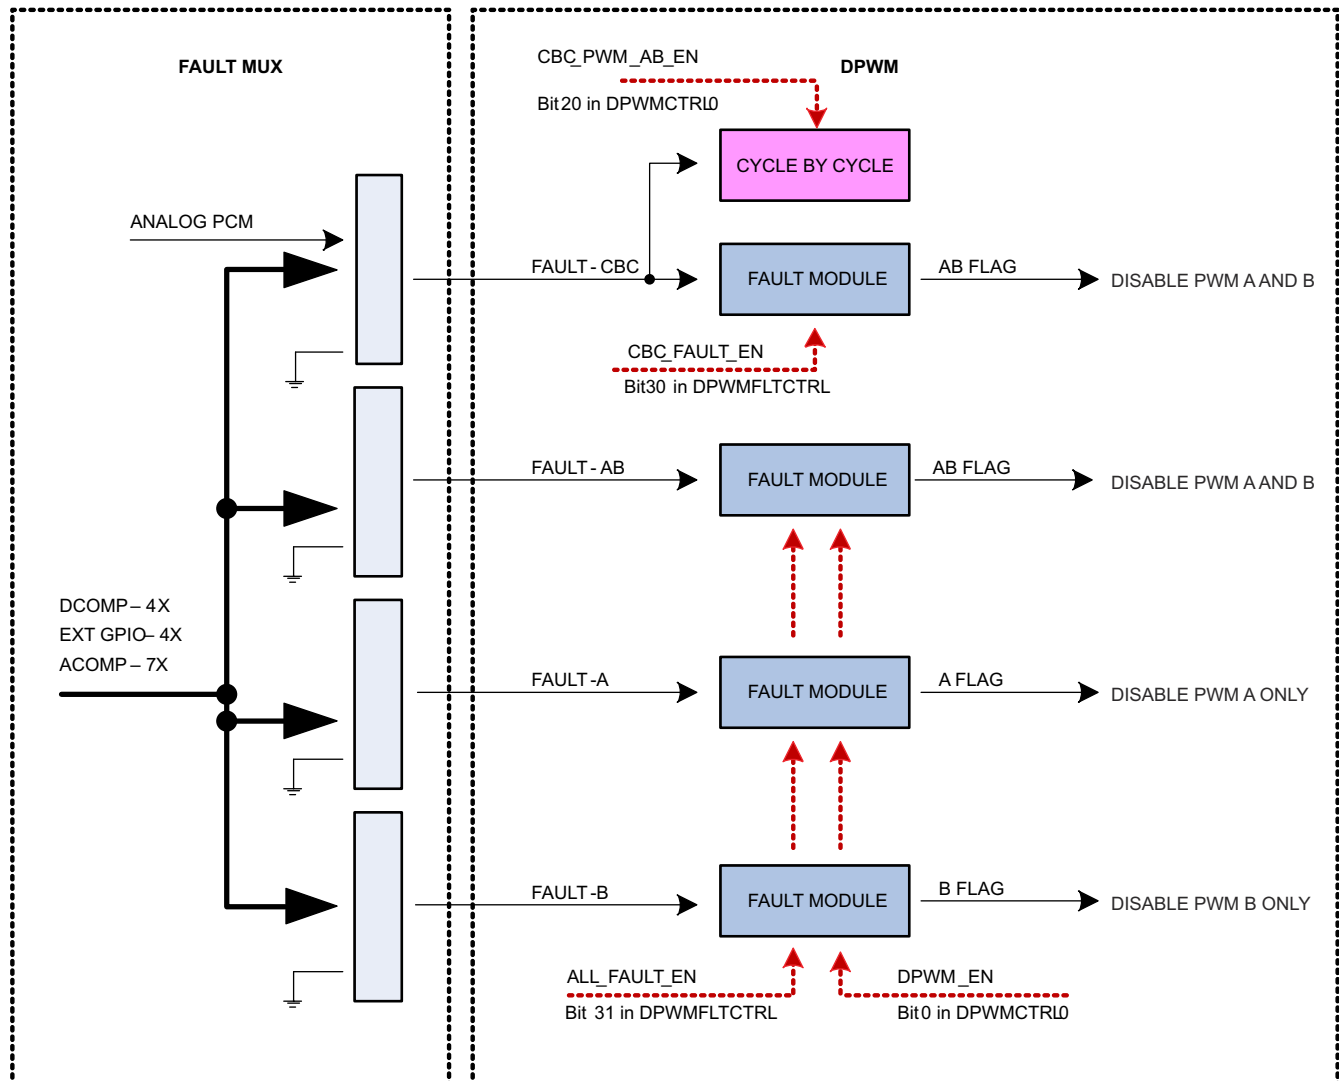 FAULT MUX
DPWM
CBC_PWM_AB_EN
Bit20 in DPWMCTRL0
CYCLE BY CYCLE
ANALOG PCM
FAULT - CBC
FAULT MODULE
AB FLAG
DISABLE PWM A AND B
CBC_FAULT_EN
Bit30 in DPWMFLTCTRL
FAULT - AB
FAULT MODULE
AB FLAG
DISABLE PWM A AND B
DCOMP – 4X
EXT GPIO – 4X
ACOMP – 7X
FAULT -A
FAULT MODULE
A FLAG
DISABLE PWM A ONLY
FAULT -B
FAULT MODULE
B FLAG
DISABLE PWM B ONLY
ALL_FAULT_EN
Bit 31 in DPWMFLTCTRL
DPWM _EN
Bit0 in DPWMCTRL0